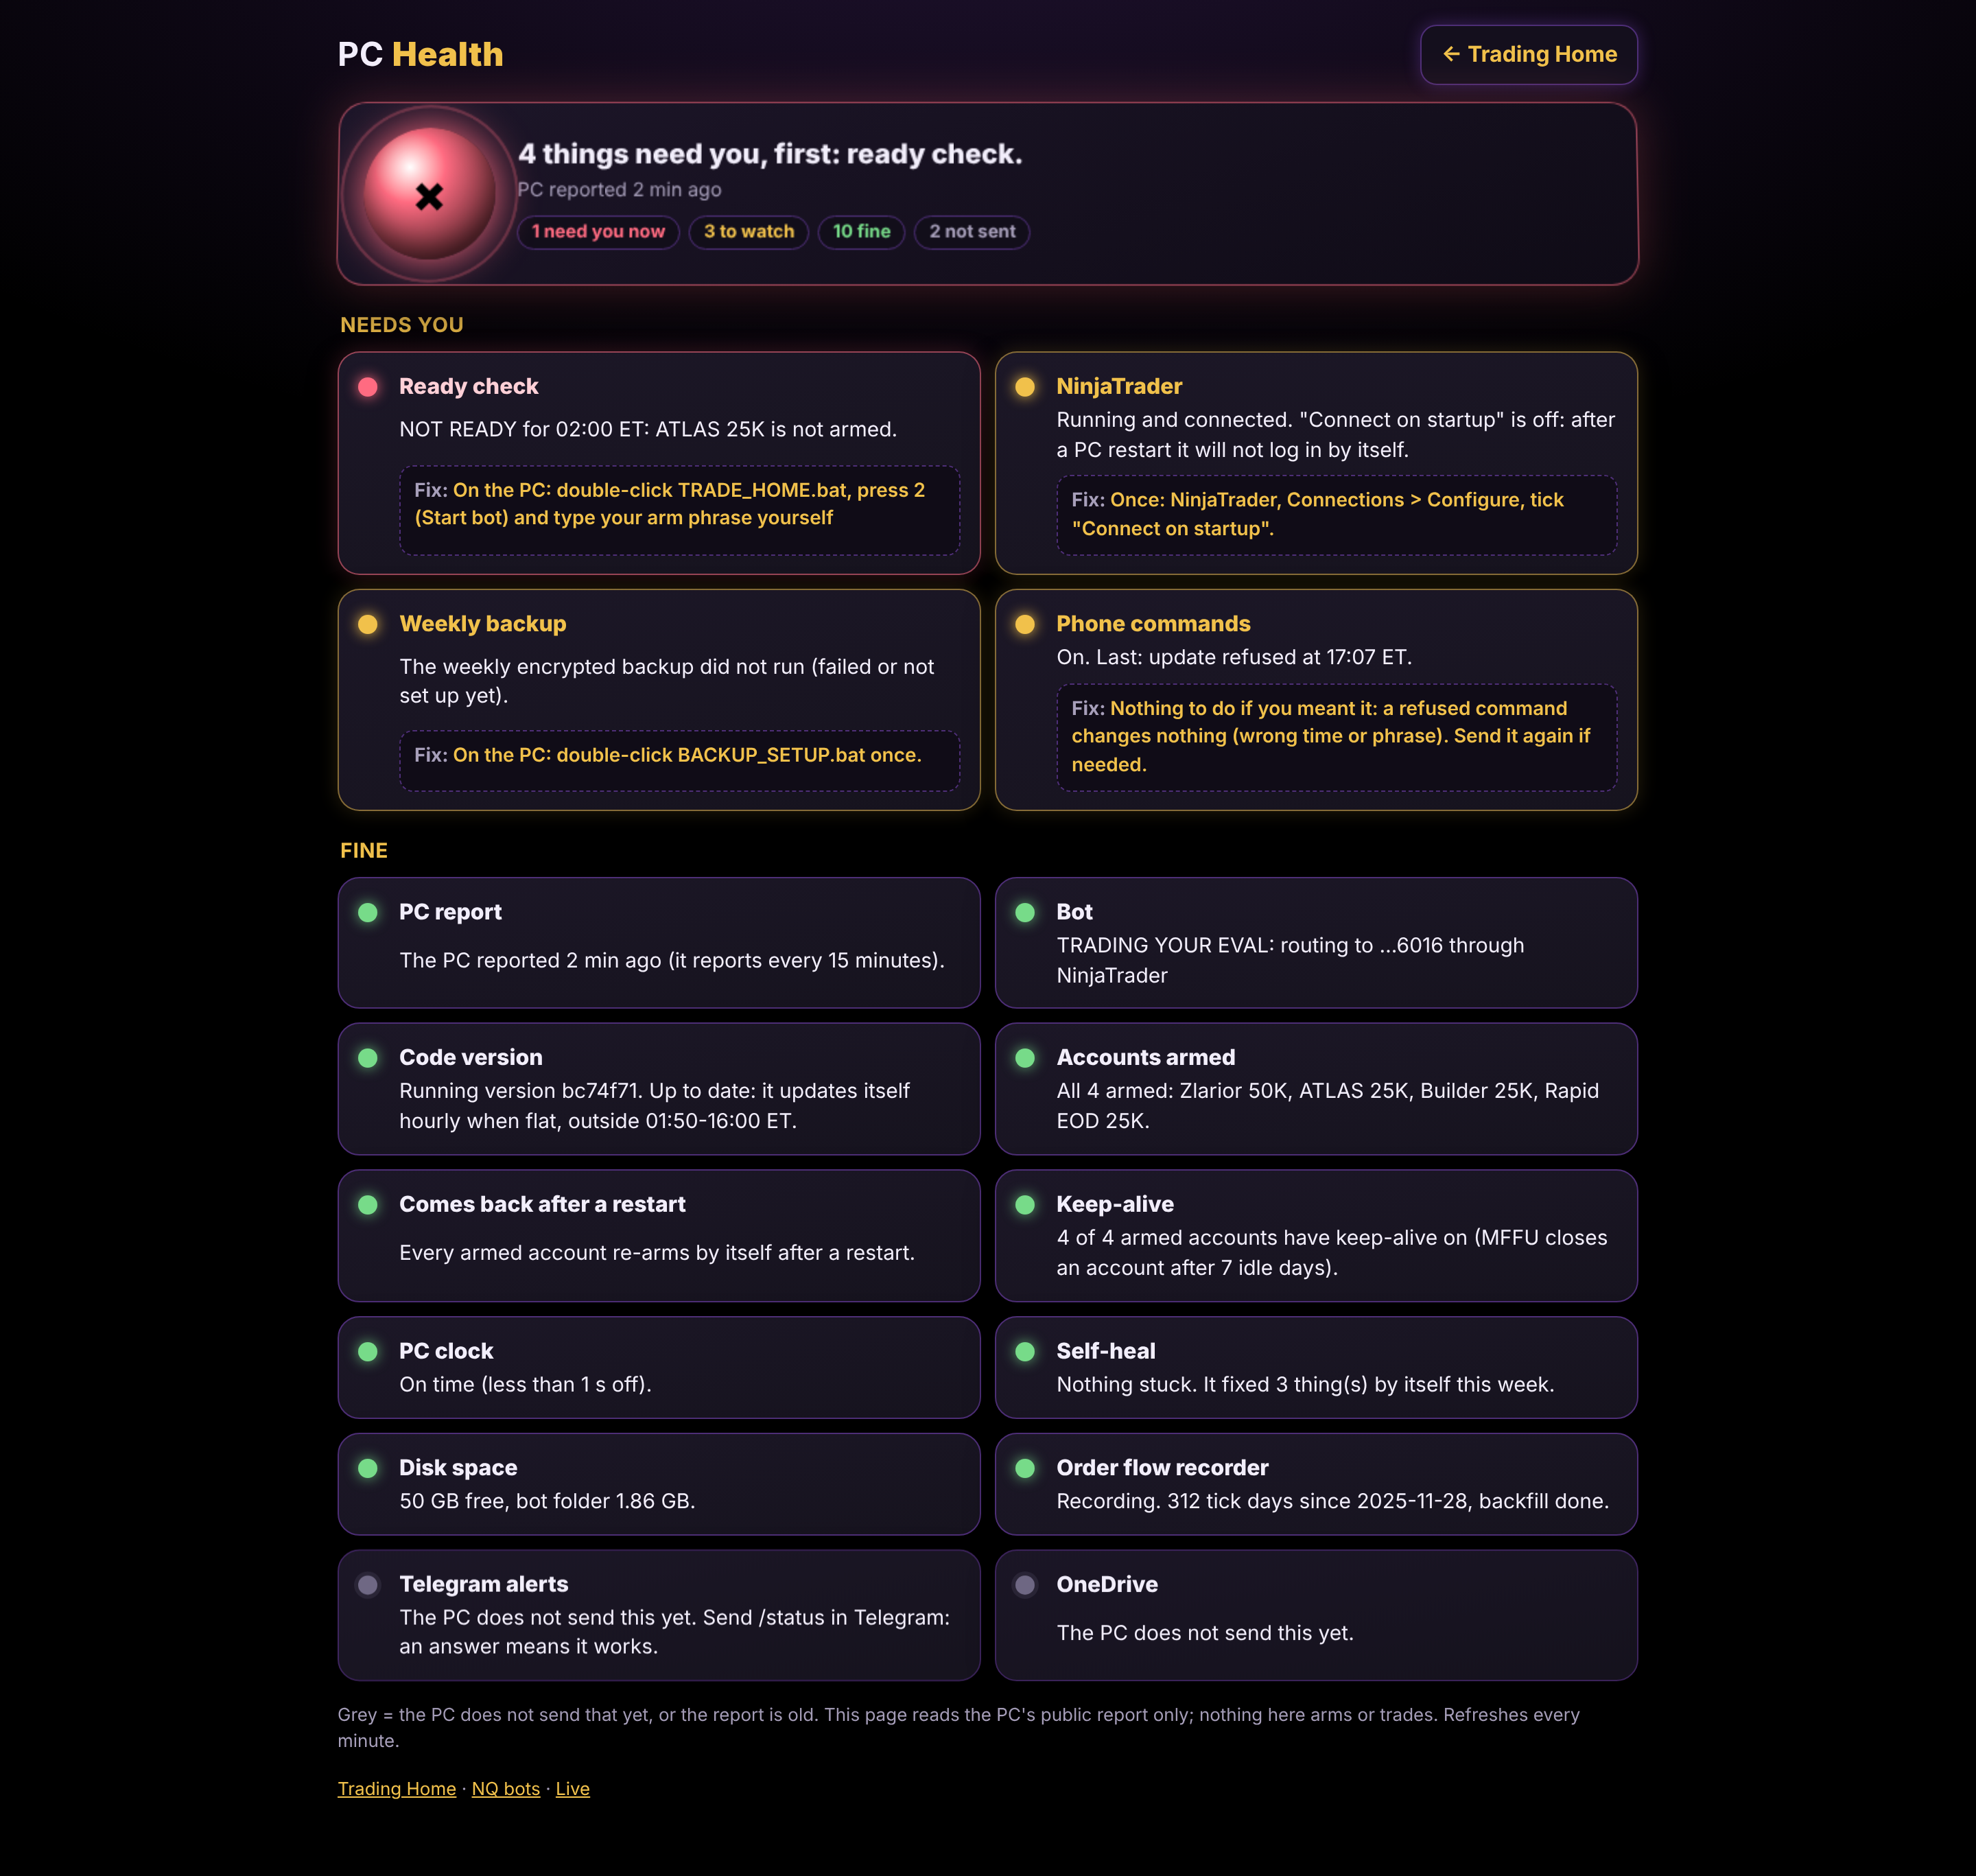 PC Health
← Trading Home
4 things need you, first: ready check.
PC reported 2 min ago
1 need you now
3 to watch
10 fine
2 not sent
NEEDS YOU
Ready check
NOT READY for 02:00 ET: ATLAS 25K is not armed.
Fix: On the PC: double-click TRADE_HOME.bat, press 2
(Start bot) and type your arm phrase yourself
NinjaTrader
Running and connected. "Connect on startup" is off: after
a PC restart it will not log in by itself.
Fix: Once: NinjaTrader, Connections > Configure, tick
"Connect on startup".
Weekly backup
The weekly encrypted backup did not run (failed or not
set up yet).
Fix: On the PC: double-click BACKUP_SETUP.bat once.
Phone commands
On. Last: update refused at 17:07 ET.
Fix: Nothing to do if you meant it: a refused command
changes nothing (wrong time or phrase). Send it again if
needed.
FINE
PC report
The PC reported 2 min ago (it reports every 15 minutes).
Bot
TRADING YOUR EVAL: routing to ...6016 through
NinjaTrader
Code version
Running version bc74f71. Up to date: it updates itself
hourly when flat, outside 01:50-16:00 ET.
Accounts armed
All 4 armed: Zlarior 50K, ATLAS 25K, Builder 25K, Rapid
EOD 25K.
Comes back after a restart
Every armed account re-arms by itself after a restart.
Keep-alive
4 of 4 armed accounts have keep-alive on (MFFU closes
an account after 7 idle days).
PC clock
On time (less than 1 s off).
Self-heal
Nothing stuck. It fixed 3 thing(s) by itself this week.
Disk space
50 GB free, bot folder 1.86 GB.
Order flow recorder
Recording. 312 tick days since 2025-11-28, backfill done.
Telegram alerts
The PC does not send this yet. Send /status in Telegram:
an answer means it works.
OneDrive
The PC does not send this yet.
Grey = the PC does not send that yet, or the report is old. This page reads the PC's public report only; nothing here arms or trades. Refreshes every
minute.
Trading Home · NQ bots · Live